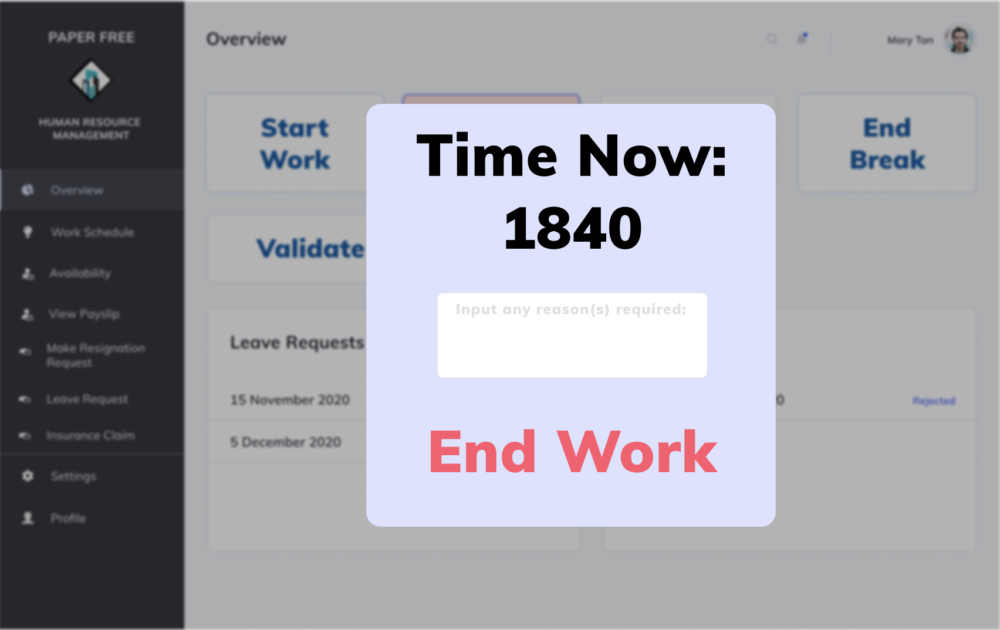 PAPER FREE
HUMAN RESOURCE
MANAGEMENT
Overview
Work Schedule
Availability
View Payslip
Make Resignation
Request
Leave Request
Insurance Claim
Settings
Profile
Overview
Mary Tan
Start
Work
End
Break
Validate
Leave Requests
15 November 2020
0
Rejected
5 December 2020
Time Now:
1840
Input any reason(s) required:
End Work